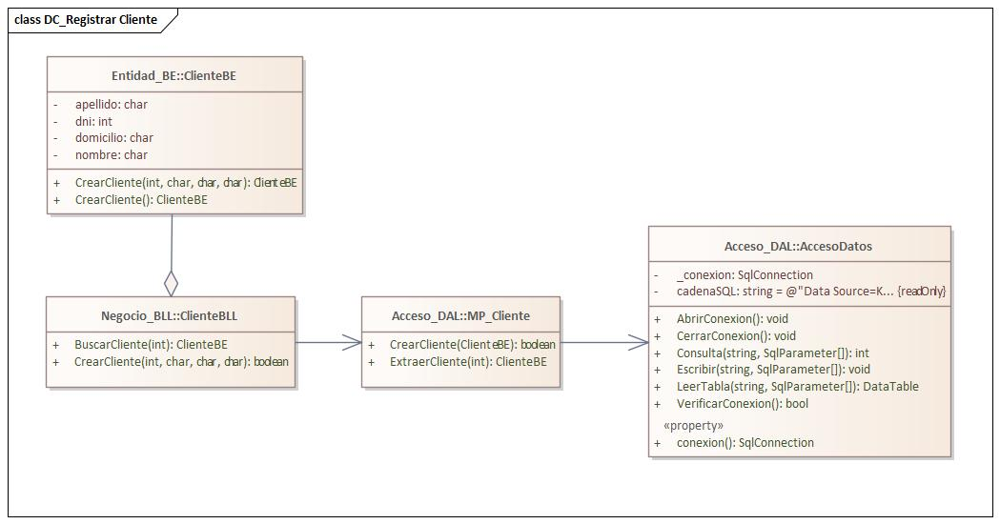 class DC_Registrar Cliente
Entidad_BE::ClienteBE
- apellido: char
- dni: int
- domicilio: char
- nombre: char
+ CrearCliente(int, char, char, char): ClienteBE
+ CrearCliente(): ClienteBE
Negocio_BLL::ClienteBLL
+ BuscarCliente(int): ClienteBE
+ CrearCliente(int, char, char, char): boolean
Acceso_DAL::MP_Cliente
+ CrearCliente(ClienteBE): boolean
+ ExtraerCliente(int): ClienteBE
Acceso_DAL::AccesoDatos
- _conexion: SqlConnection
- cadenaSQL: string = @"Data Source=K... {readOnly}
+ AbrirConexion(): void
+ CerrarConexion(): void
+ Consulta(string, SqlParameter[]): int
+ Escribir(string, SqlParameter[]): void
+ LeerTabla(string, SqlParameter[]): DataTable
+ VerificarConexion(): bool
«property»
+ conexion(): SqlConnection